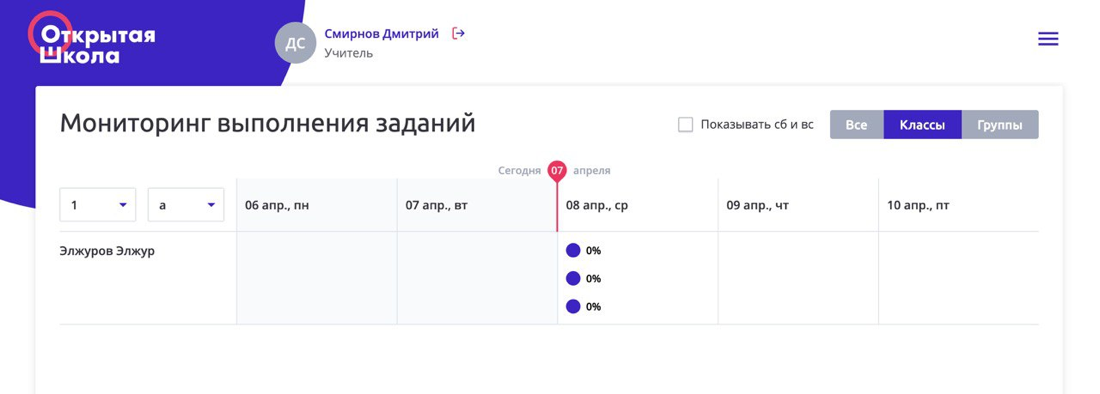 Открытая
Школа
ДС
Смирнов Дмитрий
Учитель
Мониторинг выполнения заданий
Показывать сб и вс
Все Классы Группы
Сегодня 07 апреля
1 а 06 апр., пн 07 апр., вт 08 апр., ср 09 апр., чт 10 апр., пт
Элжуров Элжур 0%
0%
0%